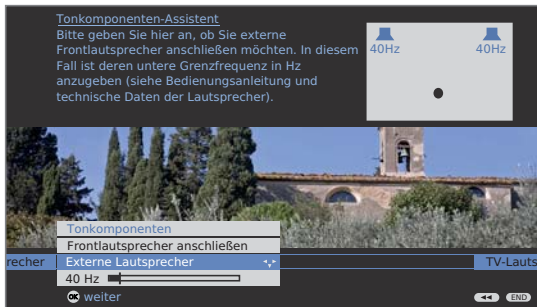 Tonkomponenten-Assistent
Bitte geben Sie hier an, ob Sie externe
Frontlautsprecher anschließen möchten. In diesem
Fall ist deren untere Grenzfrequenz in Hz
anzugeben (siehe Bedienungsanleitung und
technische Daten der Lautsprecher).
40Hz 40Hz
Tonkomponenten
Frontlautsprecher anschließen
recher Externe Lautsprecher TV-Lauts
40 Hz
OK weiter
END